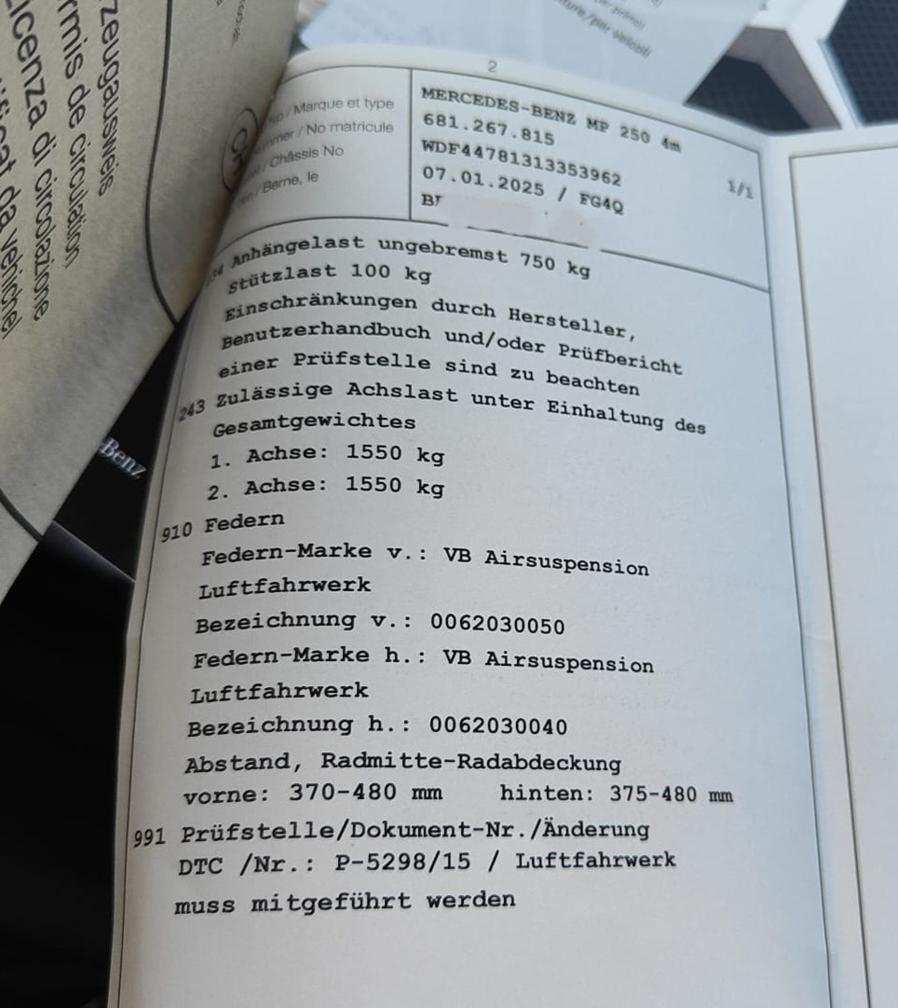 zeugausweis
rmis de circulation
icenza di circolazione
-Benz
2
/ Marque et type
/ No matricule
/ Châssis No
/ Berne, le
MERCEDES-BENZ MP 250 4m
681.267.815
WDF44781313353962
1/1
07.01.2025 / FG4Q
Anhängelast ungebremst 750 kg
Stützlast 100 kg
Einschränkungen durch Hersteller,
Benutzerhandbuch und/oder Prüfbericht
einer Prüfstelle sind zu beachten
243 Zulässige Achslast unter Einhaltung des
Gesamtgewichtes
1. Achse: 1550 kg
2. Achse: 1550 kg
910 Federn
Federn-Marke v.: VB Airsuspension
Luftfahrwerk
Bezeichnung v.: 0062030050
Federn-Marke h.: VB Airsuspension
Luftfahrwerk
Bezeichnung h.: 0062030040
Abstand, Radmitte-Radabdeckung
vorne: 370-480 mm hinten: 375-480 mm
991 Prüfstelle/Dokument-Nr./Änderung
DTC /Nr.: P-5298/15 / Luftfahrwerk
muss mitgeführt werden